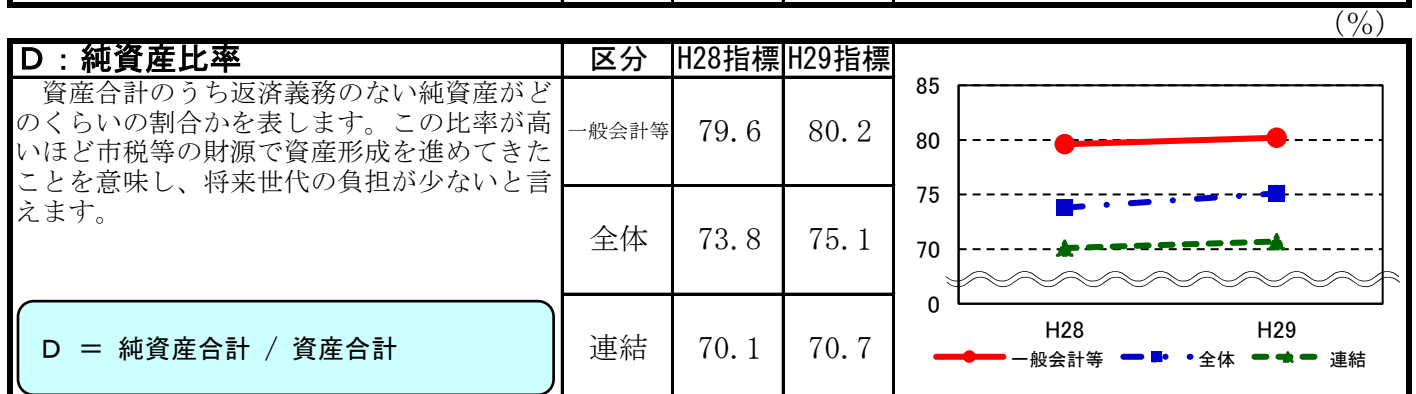 (%)
D：純資産比率
区分 H28指標 H29指標
資産合計のうち返済義務のない純資産がど
のくらいの割合かを表します。この比率が高
いほど市税等の財源で資産形成を進めてきた
ことを意味し、将来世代の負担が少ないと言
えます。
D ＝ 純資産合計 / 資産合計
一般会計等 79.6 80.2
全体 73.8 75.1
連結 70.1 70.7
85
80
75
70
0
H28 H29
一般会計等 全体 連結